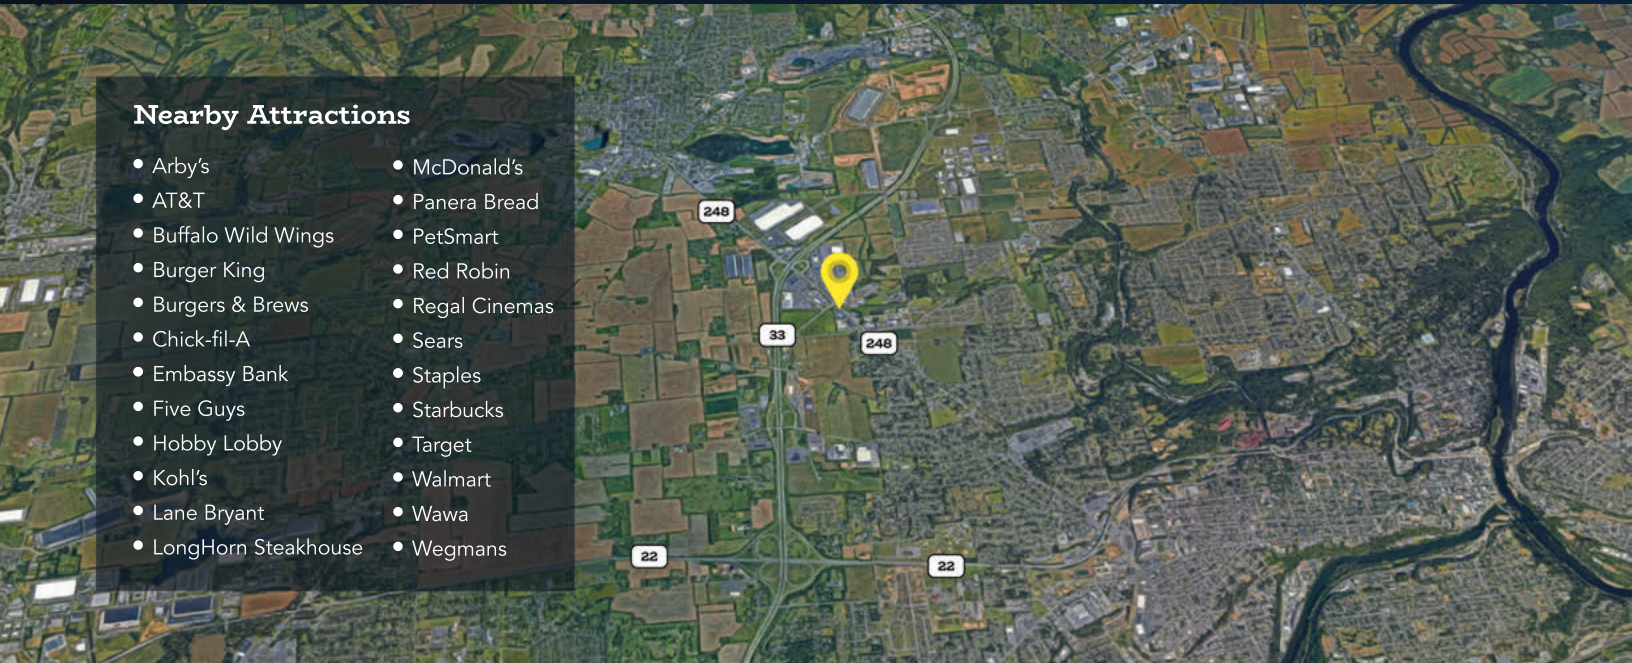 Nearby Attractions
Arby's
AT&T
Buffalo Wild Wings
Burger King
Burgers & Brews
Chick-fil-A
Embassy Bank
Five Guys
Hobby Lobby
Kohl's
Lane Bryant
LongHorn Steakhouse
McDonald's
Panera Bread
PetSmart
Red Robin
Regal Cinemas
Sears
Staples
Starbucks
Target
Walmart
Wawa
Wegmans
248
33
248
22
22